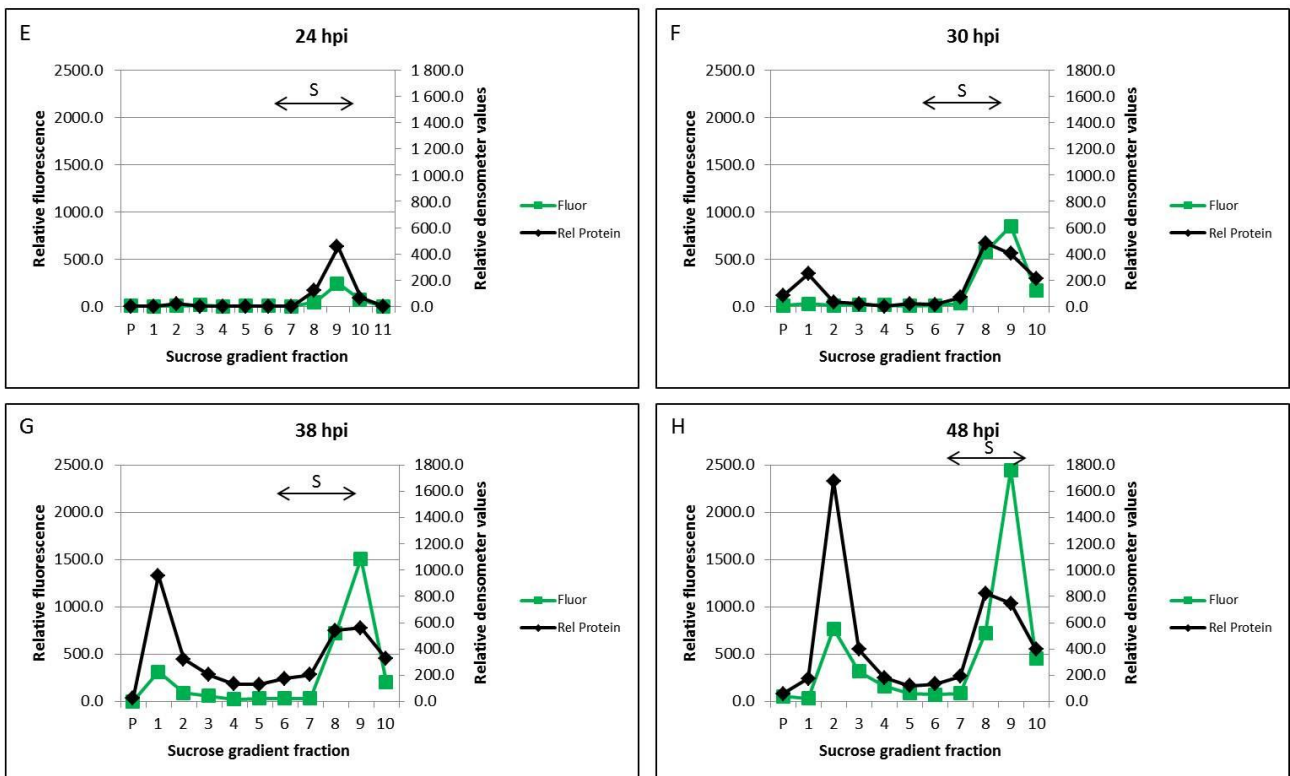 E
24 hpi
Relative fluorescence
2500.0
2000.0
1500.0
1000.0
500.0
0.0
S
1 800.0
1 600.0
1 400.0
1 200.0
1 000.0
800.0
600.0
400.0
200.0
0.0
Relative densometer values
P 1 2 3 4 5 6 7 8 9 10 11
Sucrose gradient fraction
Fluor
Rel Protein
F
30 hpi
Relative fluoresecnce
2500.0
2000.0
1500.0
1000.0
500.0
0.0
S
1800.0
1600.0
1400.0
1200.0
1000.0
800.0
600.0
400.0
200.0
0.0
Relative densometer values
P 1 2 3 4 5 6 7 8 9 10
Sucrose gradient fraction
Fluor
Rel Protein
G
38 hpi
Relative fluorescence
2500.0
2000.0
1500.0
1000.0
500.0
0.0
S
1800.0
1600.0
1400.0
1200.0
1000.0
800.0
600.0
400.0
200.0
0.0
Relative densometer values
P 1 2 3 4 5 6 7 8 9 10
Sucrose gradient fraction
Fluor
Rel Protein
H
48 hpi
Relative fluorescence
2500.0
2000.0
1500.0
1000.0
500.0
0.0
S
1800.0
1600.0
1400.0
1200.0
1000.0
800.0
600.0
400.0
200.0
0.0
Relative densometer values
P 1 2 3 4 5 6 7 8 9 10
Sucrose gradient fraction
Fluor
Rel Protein